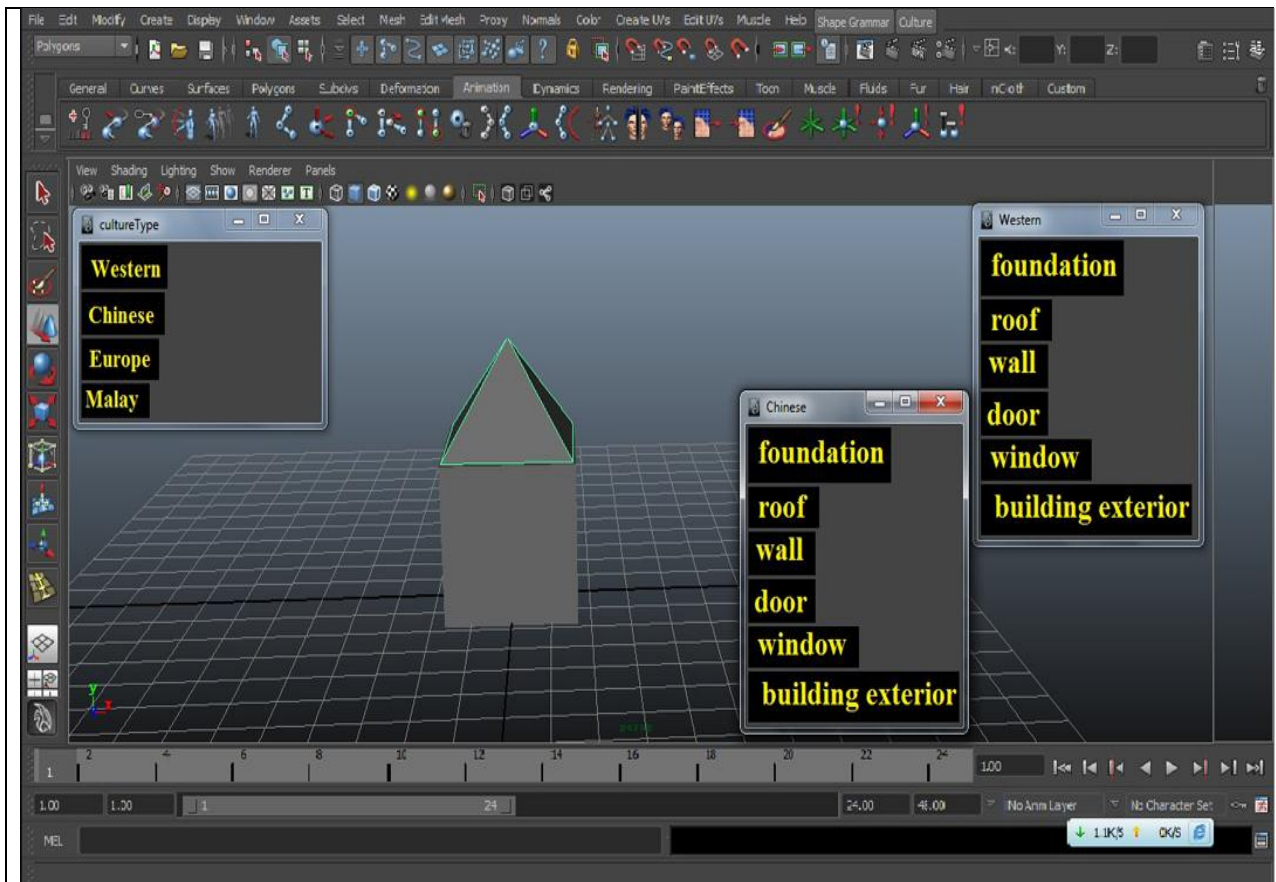 File Edit Modify Create Display Window Assets Select Mesh Edit Mesh Proxy Normals Color Create UVs Edit UVs Muscle Help Shape Grammar Culture
Polygons X: Y: Z:
General Curves Surfaces Polygons Subdivs Deformation Animation Dynamics Rendering PaintEffects Toon Muscle Fluids Fur Hair nCloth Custom
View Shading Lighting Show Renderer Panels
cultureType
Western
Chinese
Europe
Malay
Western
foundation
roof
wall
door
window
building exterior
Chinese
foundation
roof
wall
door
window
building exterior
y
x
persp
1 2 4 6 8 10 12 14 16 18 20 22 24 1.00
1.00 1.00 1 24 24.00 48.00 No Anim Layer No Character Set
MEL
1.1K/S 0K/S